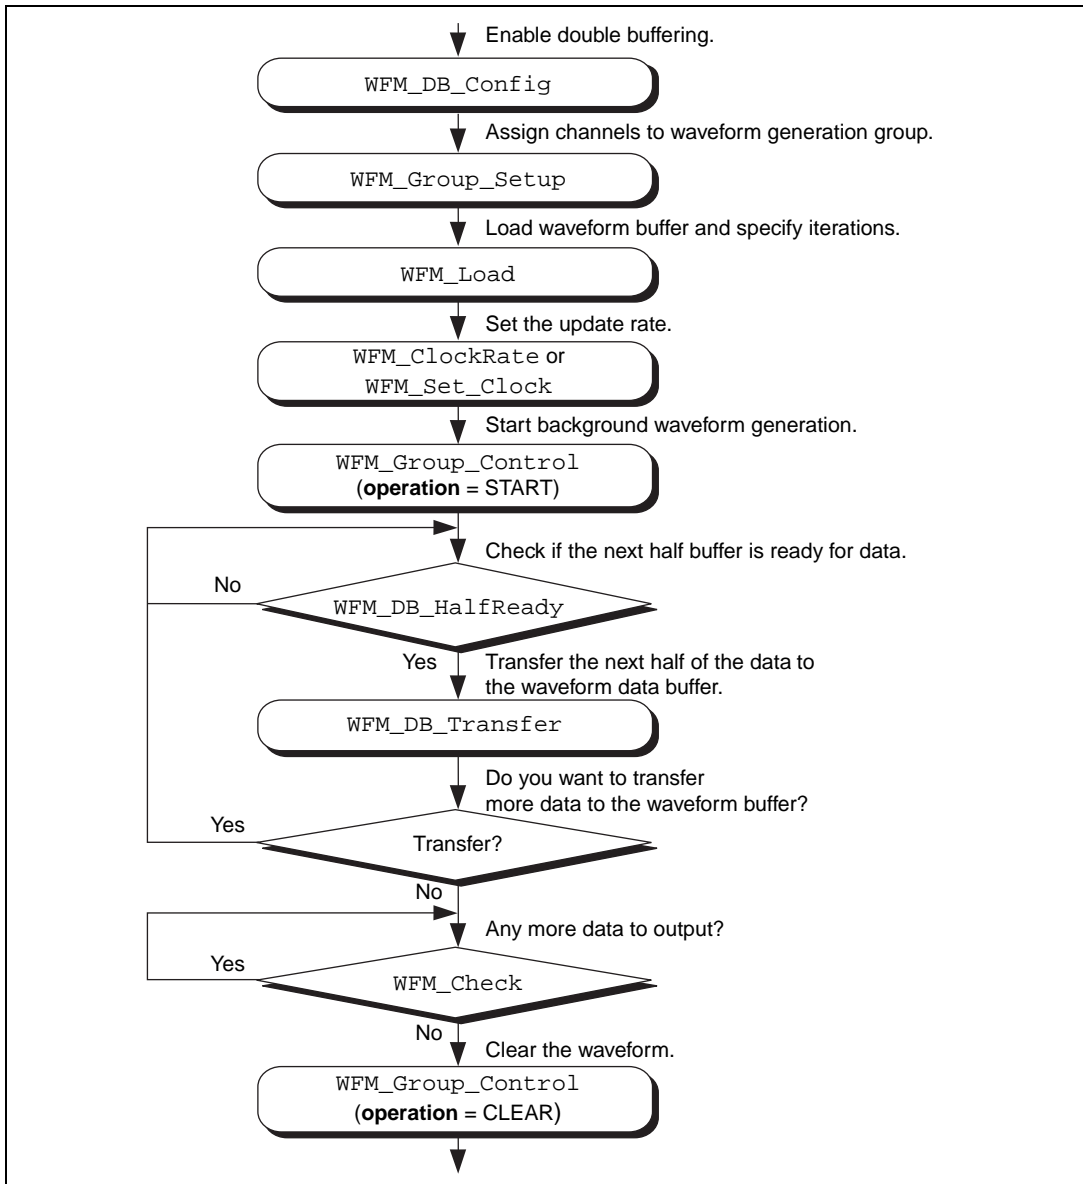 Enable double buffering.
WFM_DB_Config
Assign channels to waveform generation group.
WFM_Group_Setup
Load waveform buffer and specify iterations.
WFM_Load
Set the update rate.
WFM_ClockRate or
WFM_Set_Clock
Start background waveform generation.
WFM_Group_Control
(operation = START)
Check if the next half buffer is ready for data.
No
WFM_DB_HalfReady
Yes
Transfer the next half of the data to
the waveform data buffer.
WFM_DB_Transfer
Do you want to transfer
more data to the waveform buffer?
Yes
Transfer?
No
Any more data to output?
Yes
WFM_Check
No
Clear the waveform.
WFM_Group_Control
(operation = CLEAR)